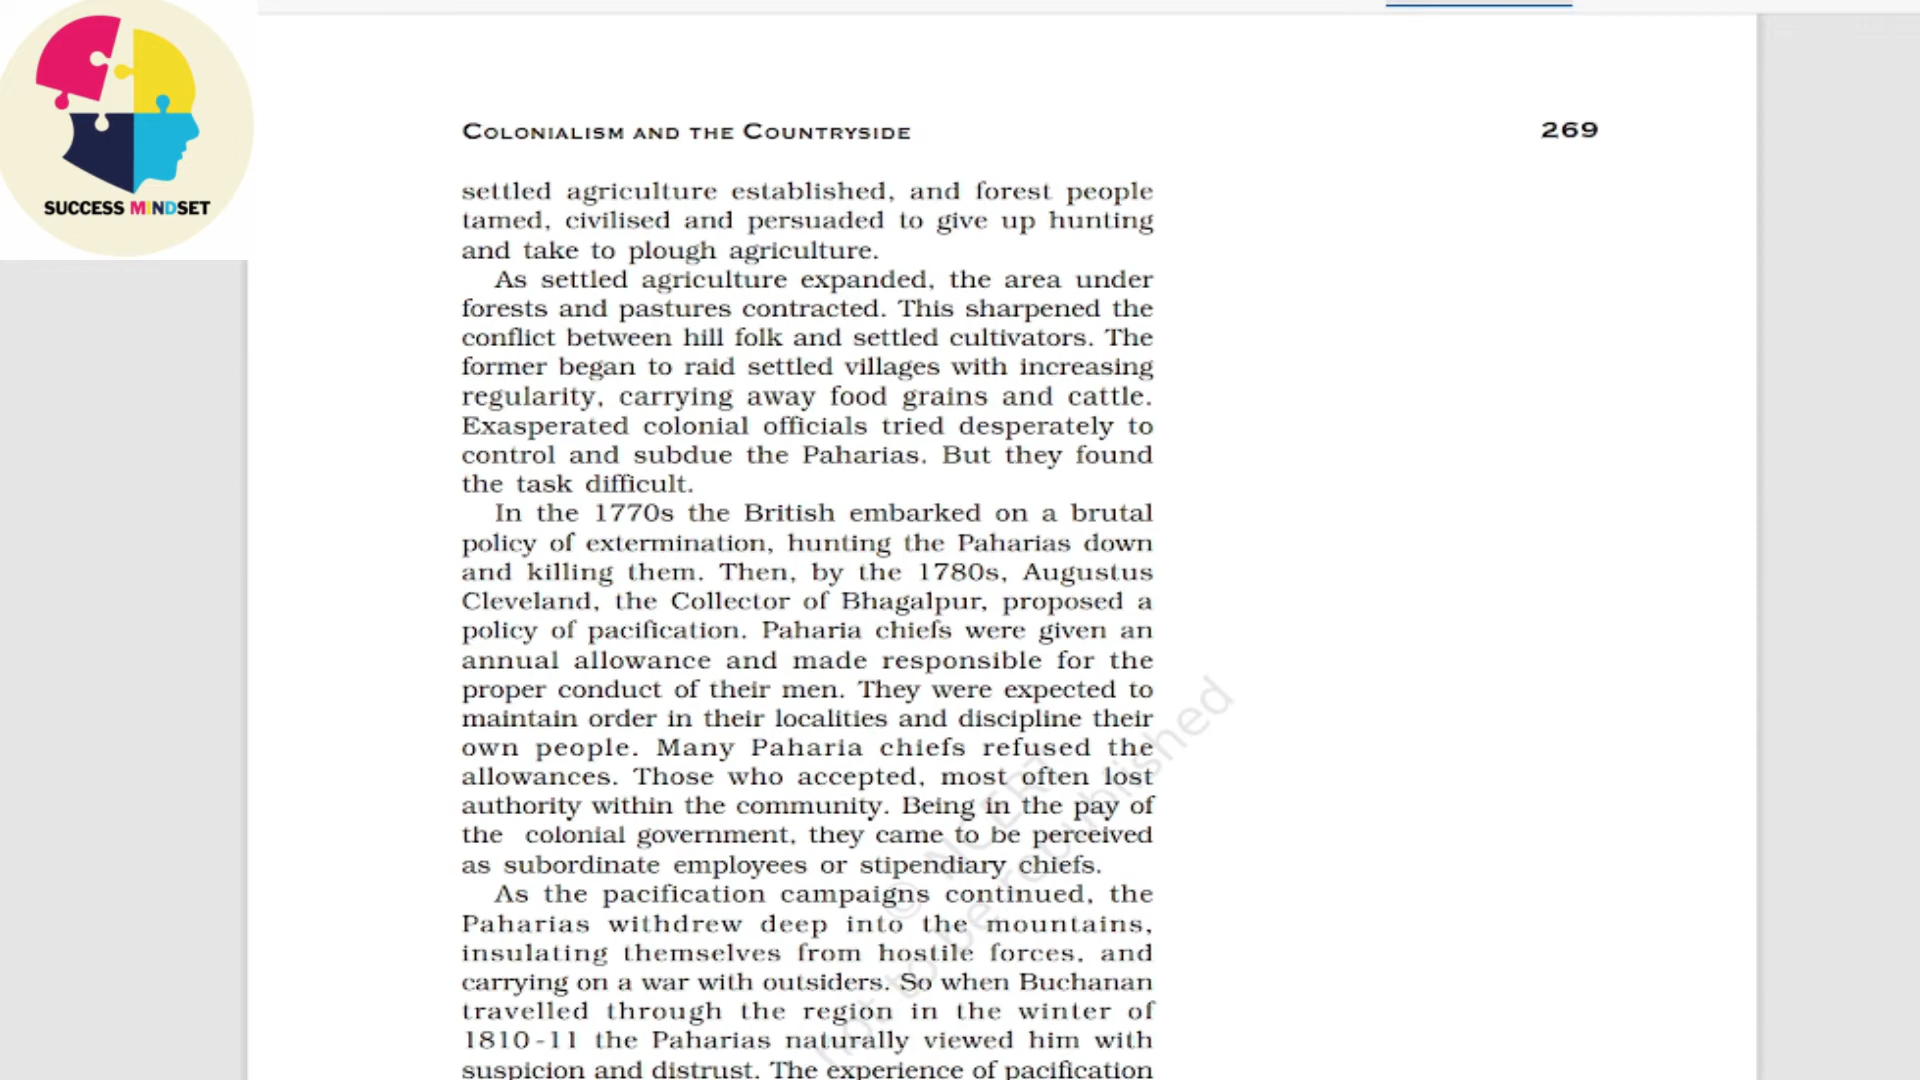 SUCCESS MINDSET
COLONIALISM AND THE COUNTRYSIDE
269
settled agriculture established, and forest people
tamed, civilised and persuaded to give up hunting
and take to plough agriculture.
As settled agriculture expanded, the area under
forests and pastures contracted. This sharpened the
conflict between hill folk and settled cultivators. The
former began to raid settled villages with increasing
regularity, carrying away food grains and cattle.
Exasperated colonial officials tried desperately to
control and subdue the Paharias. But they found
the task difficult.
In the 1770s the British embarked on a brutal
policy of extermination, hunting the Paharias down
and killing them. Then, by the 1780s, Augustus
Cleveland, the Collector of Bhagalpur, proposed a
policy of pacification. Paharia chiefs were given an
annual allowance and made responsible for the
proper conduct of their men. They were expected to
maintain order in their localities and discipline their
own people. Many Paharia chiefs refused the
allowances. Those who accepted, most often lost
authority within the community. Being in the pay of
the colonial government, they came to be perceived
as subordinate employees or stipendiary chiefs.
As the pacification campaigns continued, the
Paharias withdrew deep into the mountains,
insulating themselves from hostile forces, and
carrying on a war with outsiders. So when Buchanan
travelled through the region in the winter of
1810-11 the Paharias naturally viewed him with
suspicion and distrust. The experience of pacification
© NCERT
not to be republished